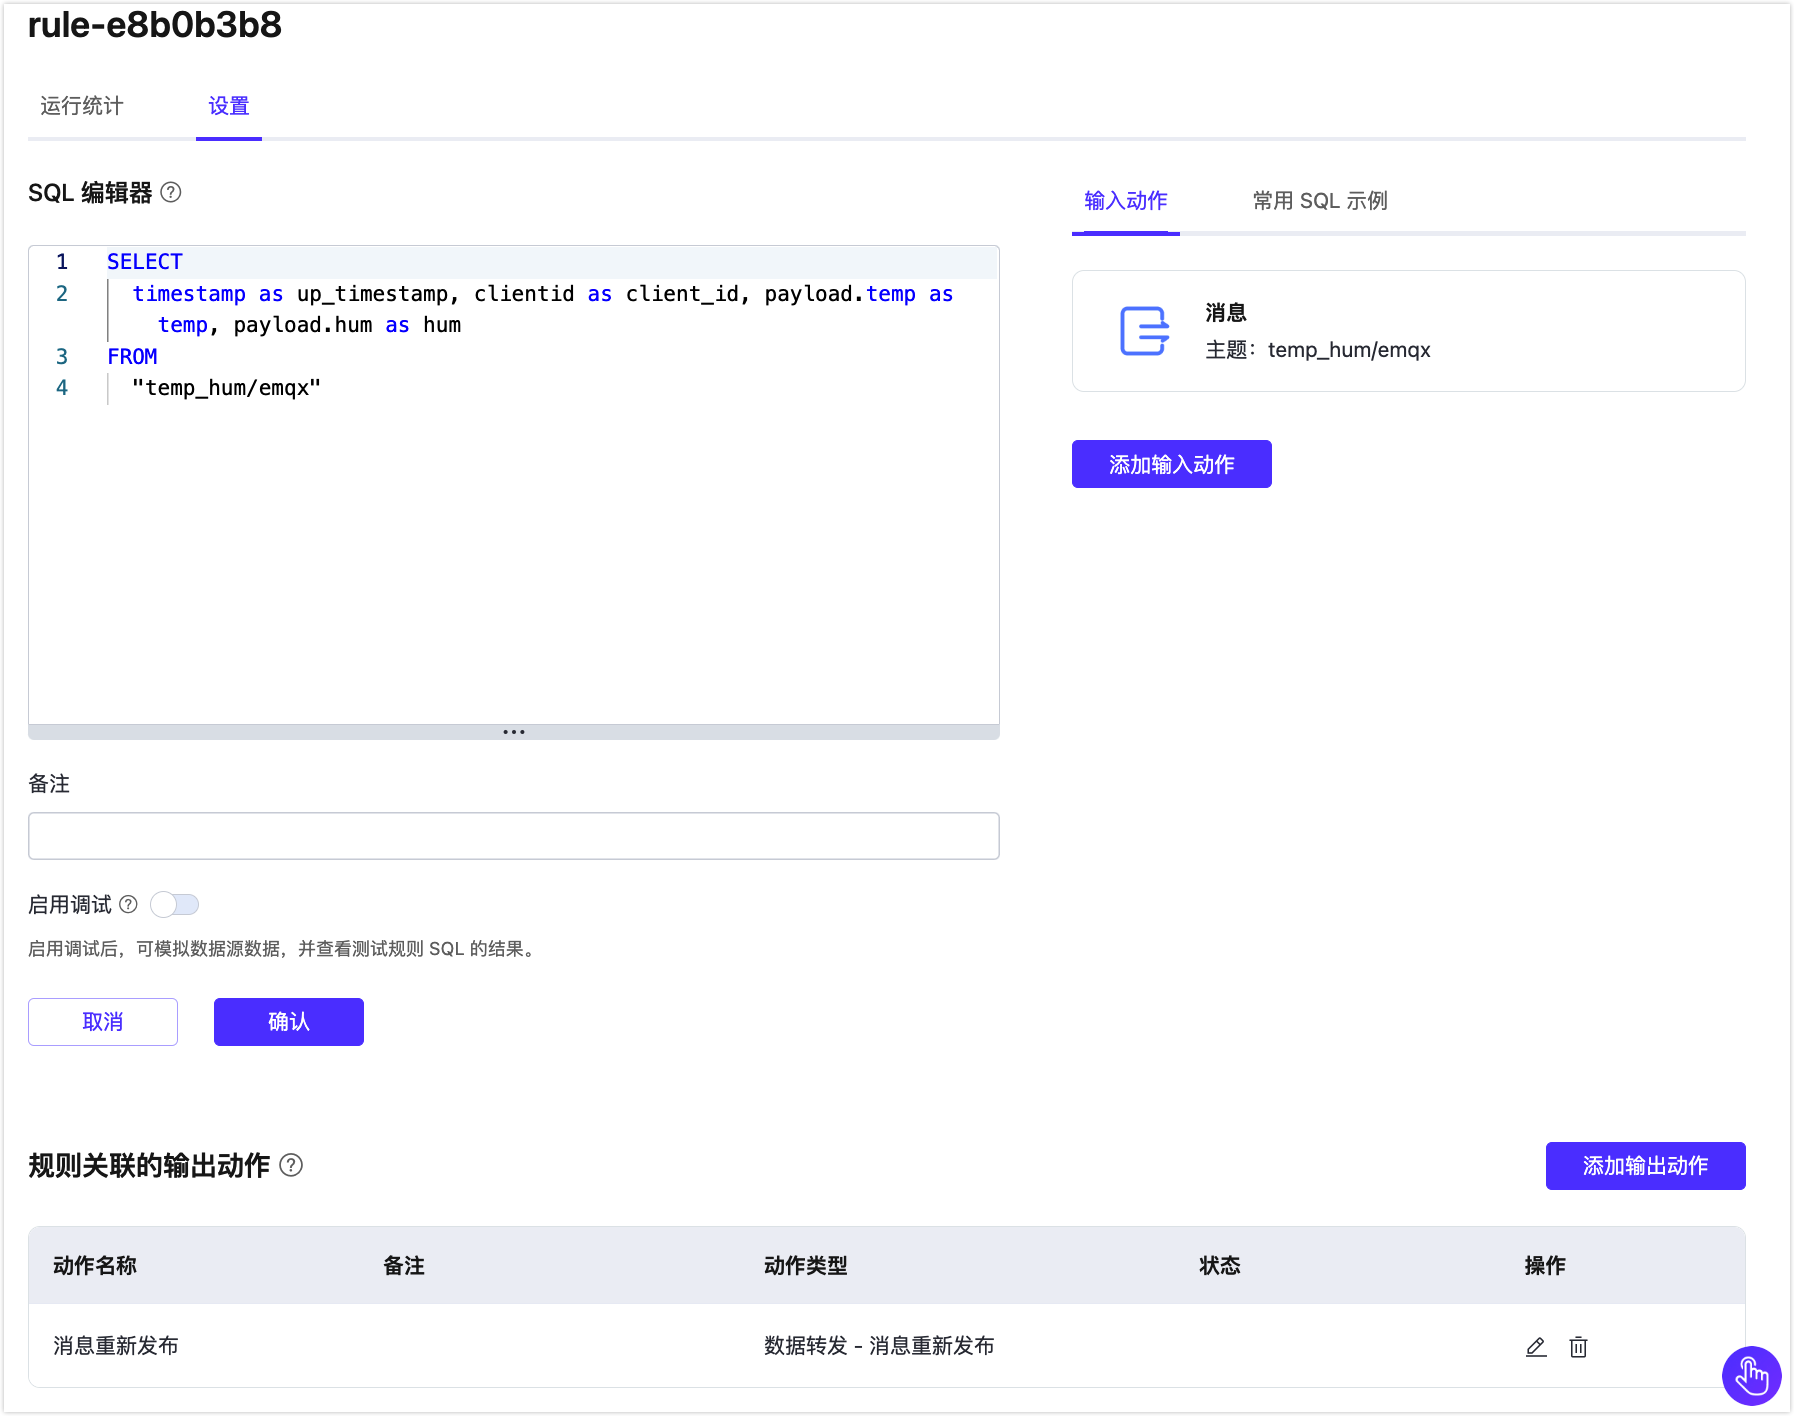 rule-e8b0b3b8
运行统计
设置
SQL 编辑器
1 SELECT
2 timestamp as up_timestamp, clientid as client_id, payload.temp as
temp, payload.hum as hum
3 FROM
4 "temp_hum/emqx"
输入动作
常用 SQL 示例
消息
主题：temp_hum/emqx
添加输入动作
备注
启用调试
启用调试后，可模拟数据源数据，并查看测试规则 SQL 的结果。
取消
确认
规则关联的输出动作
添加输出动作
动作名称 备注 动作类型 状态 操作
消息重新发布 数据转发 - 消息重新发布